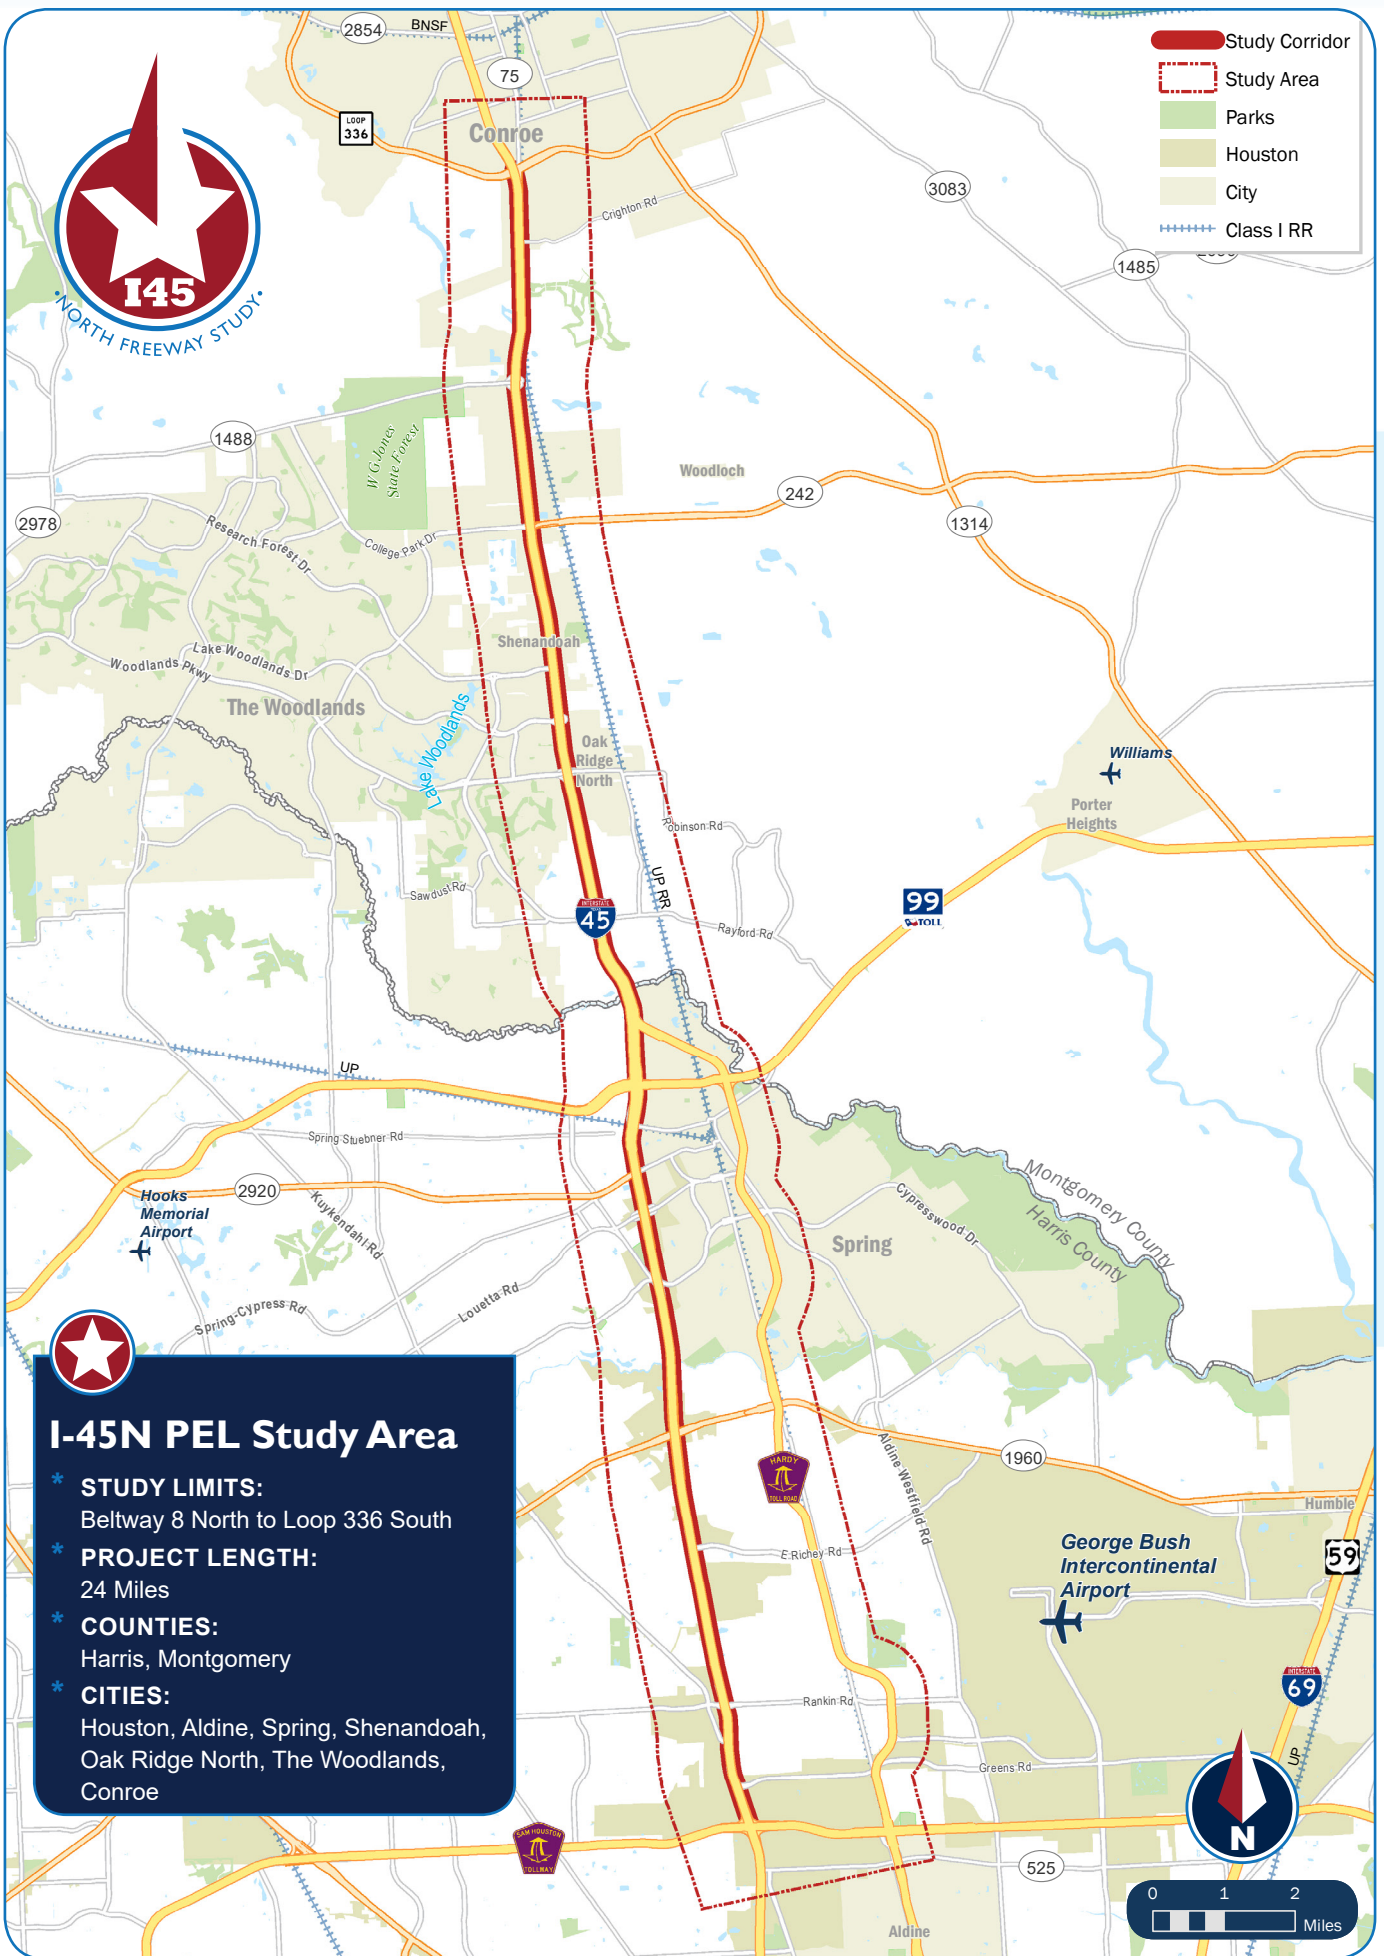 2854
BNSF
75
LOOP
336
Conroe
Study Corridor
Study Area
Parks
Houston
City
Class I RR
I45
•NORTH FREEWAY STUDY•
3083
Crighton Rd
1485
1488
W G Jones
State Forest
Woodloch
242
1314
2978
Research Forest Dr
College Park Dr
Shenandoah
Lake Woodlands Dr
Woodlands Pkwy
The Woodlands
Lake Woodlands
Oak
Ridge
North
Williams
Porter
Heights
Robinson Rd
UP RR
Sawdust Rd
INTERSTATE
45
Rayford Rd
99
TOLL
UP
Spring Stuebner Rd
2920
Hooks
Memorial
Airport
Kuykendahl Rd
Cypresswood Dr
Montgomery County
Harris County
Spring
Louetta Rd
Spring-Cypress Rd
I-45N PEL Study Area
* STUDY LIMITS:
Beltway 8 North to Loop 336 South
* PROJECT LENGTH:
24 Miles
* COUNTIES:
Harris, Montgomery
* CITIES:
Houston, Aldine, Spring, Shenandoah,
Oak Ridge North, The Woodlands,
Conroe
1960
Aldine Westfield Rd
HARDY
TOLL ROAD
Humble
59
E Richey Rd
George Bush
Intercontinental
Airport
INTERSTATE
69
Rankin Rd
UP
Greens Rd
N
SAM HOUSTON
TOLLWAY
525
Aldine
0 1 2
Miles